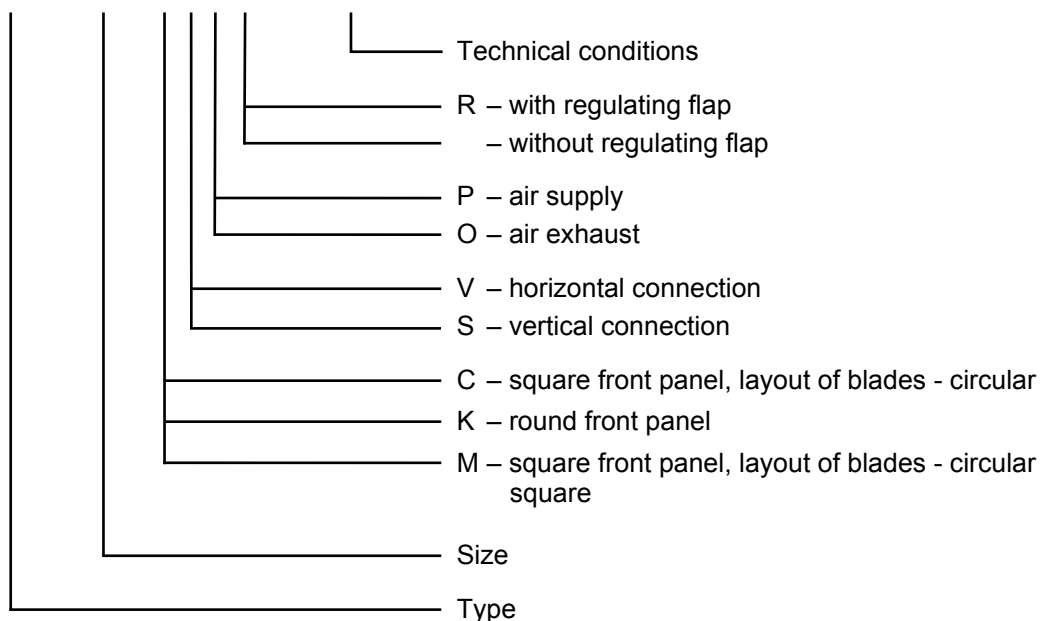 Technical conditions
R – with regulating flap
– without regulating flap
P – air supply
O – air exhaust
V – horizontal connection
S – vertical connection
C – square front panel, layout of blades - circular
K – round front panel
M – square front panel, layout of blades - circular
square
Size
Type